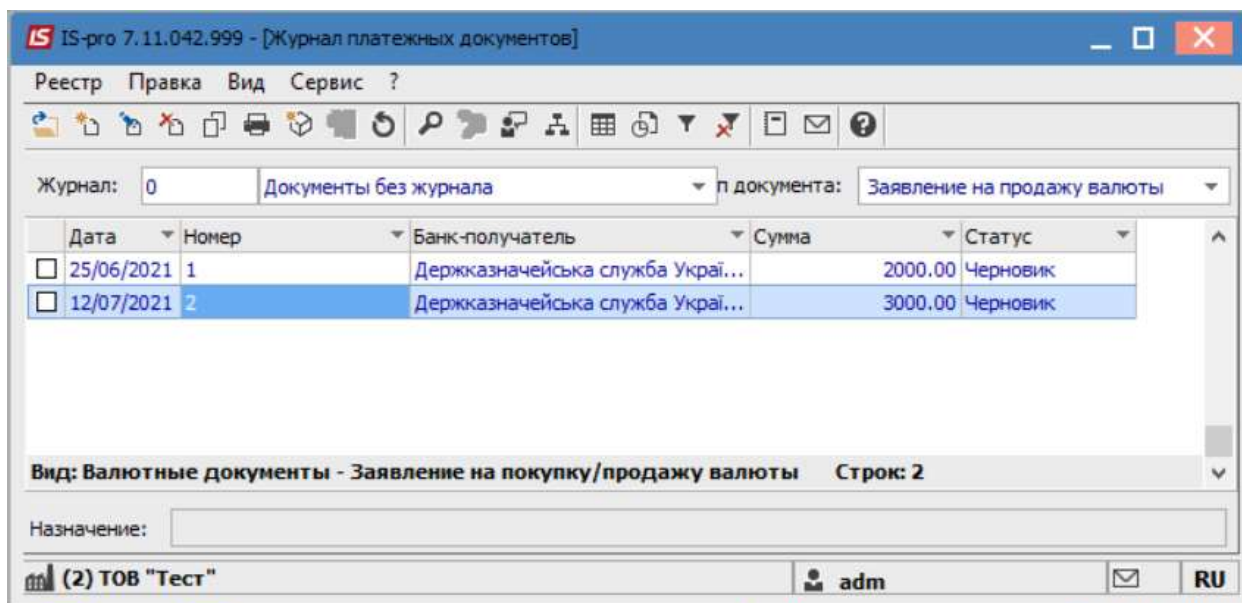 IS IS-pro 7.11.042.999 - [Журнал платежных документов]
Реестр Правка Вид Сервис ?
Журнал: 0 Документы без журнала п документа: Заявление на продажу валюты
Дата Номер Банк-получатель Сумма Статус
25/06/2021 1 Держказначейська служба Украї... 2000.00 Черновик
12/07/2021 2 Держказначейська служба Украї... 3000.00 Черновик
Вид: Валютные документы - Заявление на покупку/продажу валюты Строк: 2
Назначение:
(2) ТОВ "Тест" adm RU